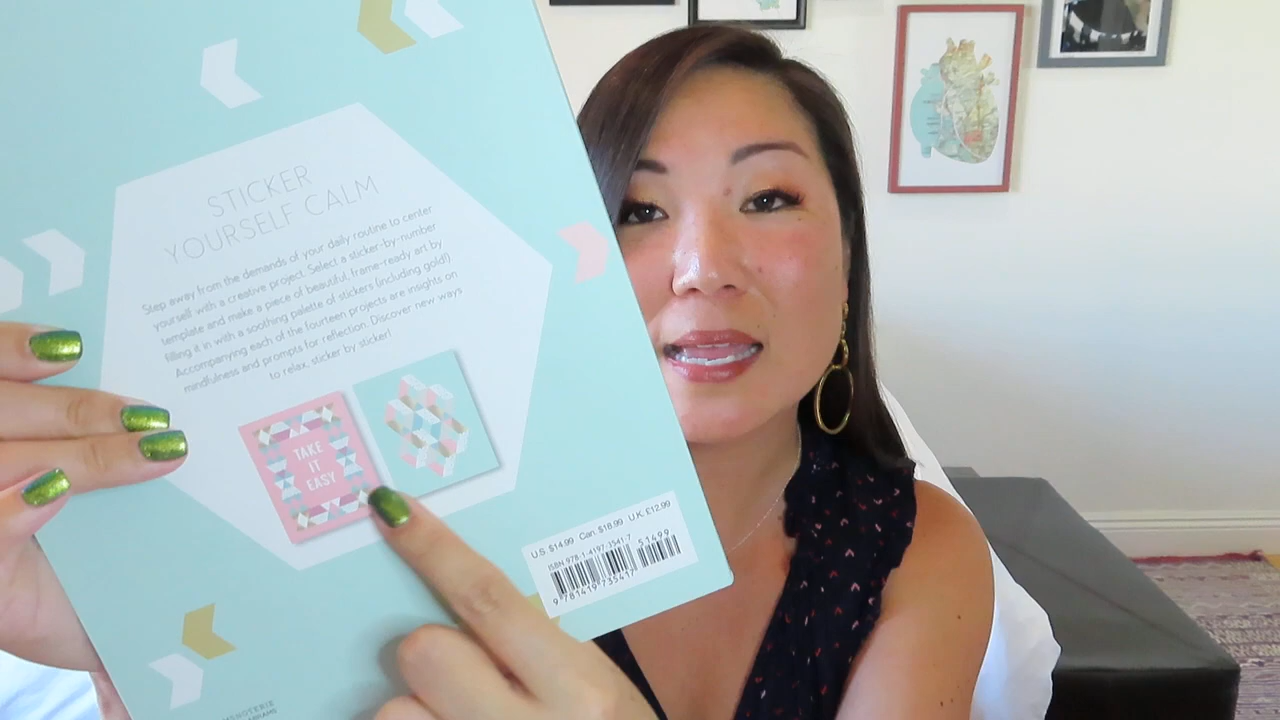 STICKER
YOURSELF CALM
Step away from the demands of your daily routine to center
yourself with a creative project. Select a sticker-by-number
template and make a piece of beautiful, frame-ready art by
filling it in with a soothing palette of stickers (including gold!)
Accompanying each of the fourteen projects are insights on
mindfulness and prompts for reflection. Discover new ways
to relax, sticker by sticker!
TAKE
IT
EASY
U.S. $14.99 Can. $18.99 U.K. £12.99
ISBN 978-1-4197-3541-7
51499
9 781419 735417